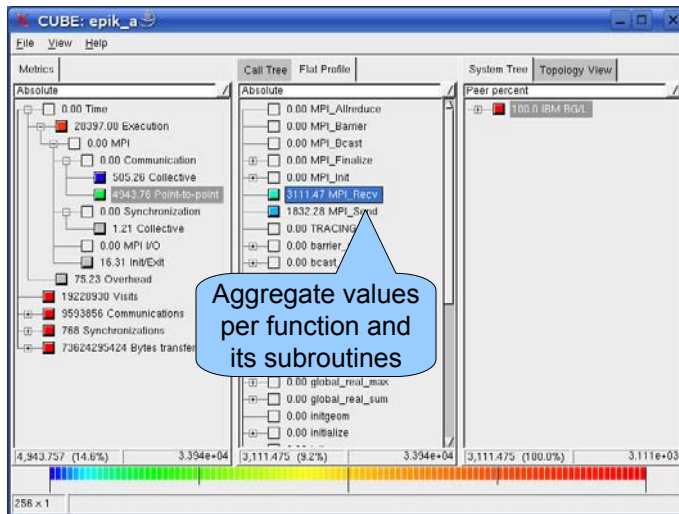 CUBE: epik_a
File View Help
Metrics
Absolute
0.00 Time
20397.00 Execution
0.00 MPI
0.00 Communication
505.26 Collective
4943.76 Point-to-point
0.00 Synchronization
1.21 Collective
0.00 MPI I/O
16.31 Init/Exit
75.23 Overhead
19220930 Visits
9593856 Communications
768 Synchronizations
73624295424 Bytes transfer
4,943.757 (14.6%) 3.394e+04
Call Tree Flat Profile
Absolute
0.00 MPI_Allreduce
0.00 MPI_Barrier
0.00 MPI_Bcast
0.00 MPI_Finalize
0.00 MPI_Init
3111.47 MPI_Recv
1832.28 MPI_Send
0.00 TRACING
0.00 barrier_
0.00 bcast_
Aggregate values
per function and
its subroutines
0.00 global_real_max
0.00 global_real_sum
0.00 initgeom
0.00 initialize
3,111.475 (9.2%) 3.394e+04
System Tree Topology View
Peer percent
100.0 IBM BG/L
3,111.475 (100.0%) 3.111e+03
256 × 1